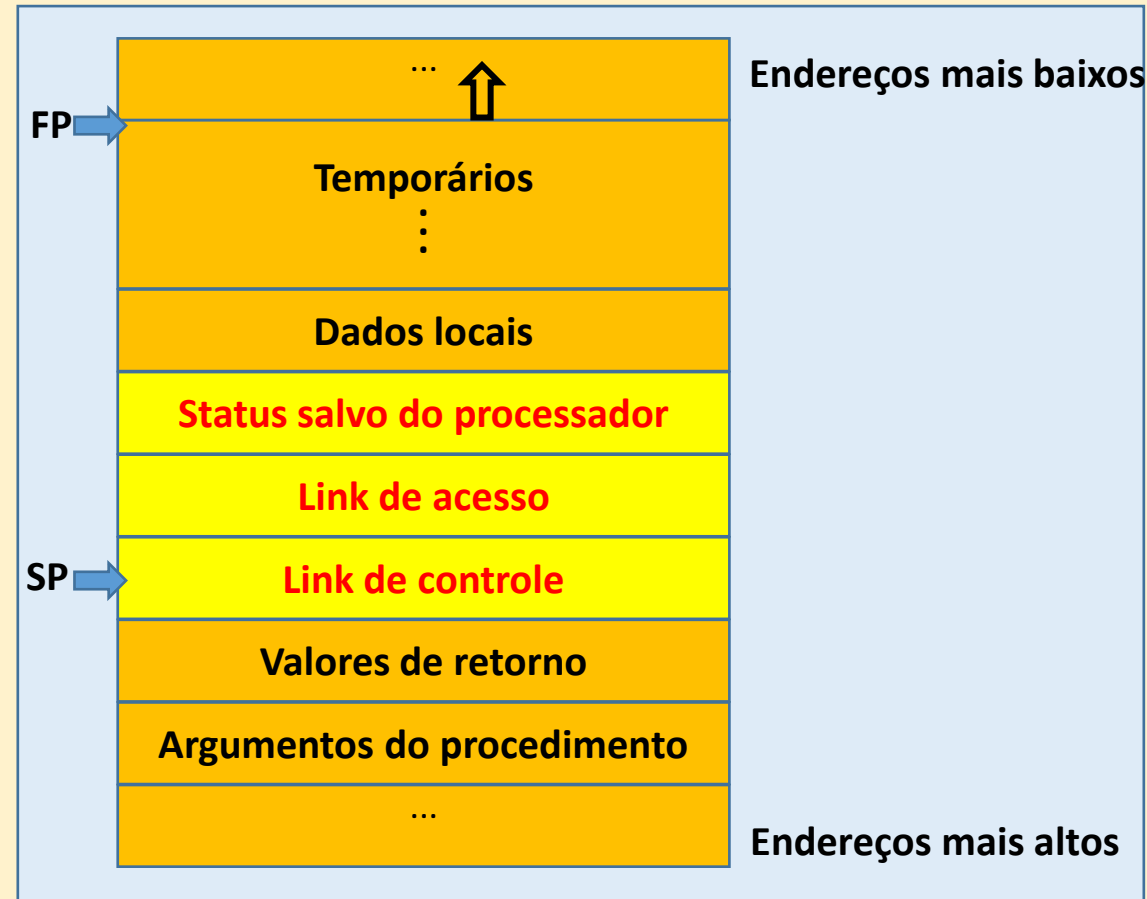 ...
Endereços mais baixos
FP
Temporários
⋮
Dados locais
Status salvo do processador
Link de acesso
SP
Link de controle
Valores de retorno
Argumentos do procedimento
...
Endereços mais altos